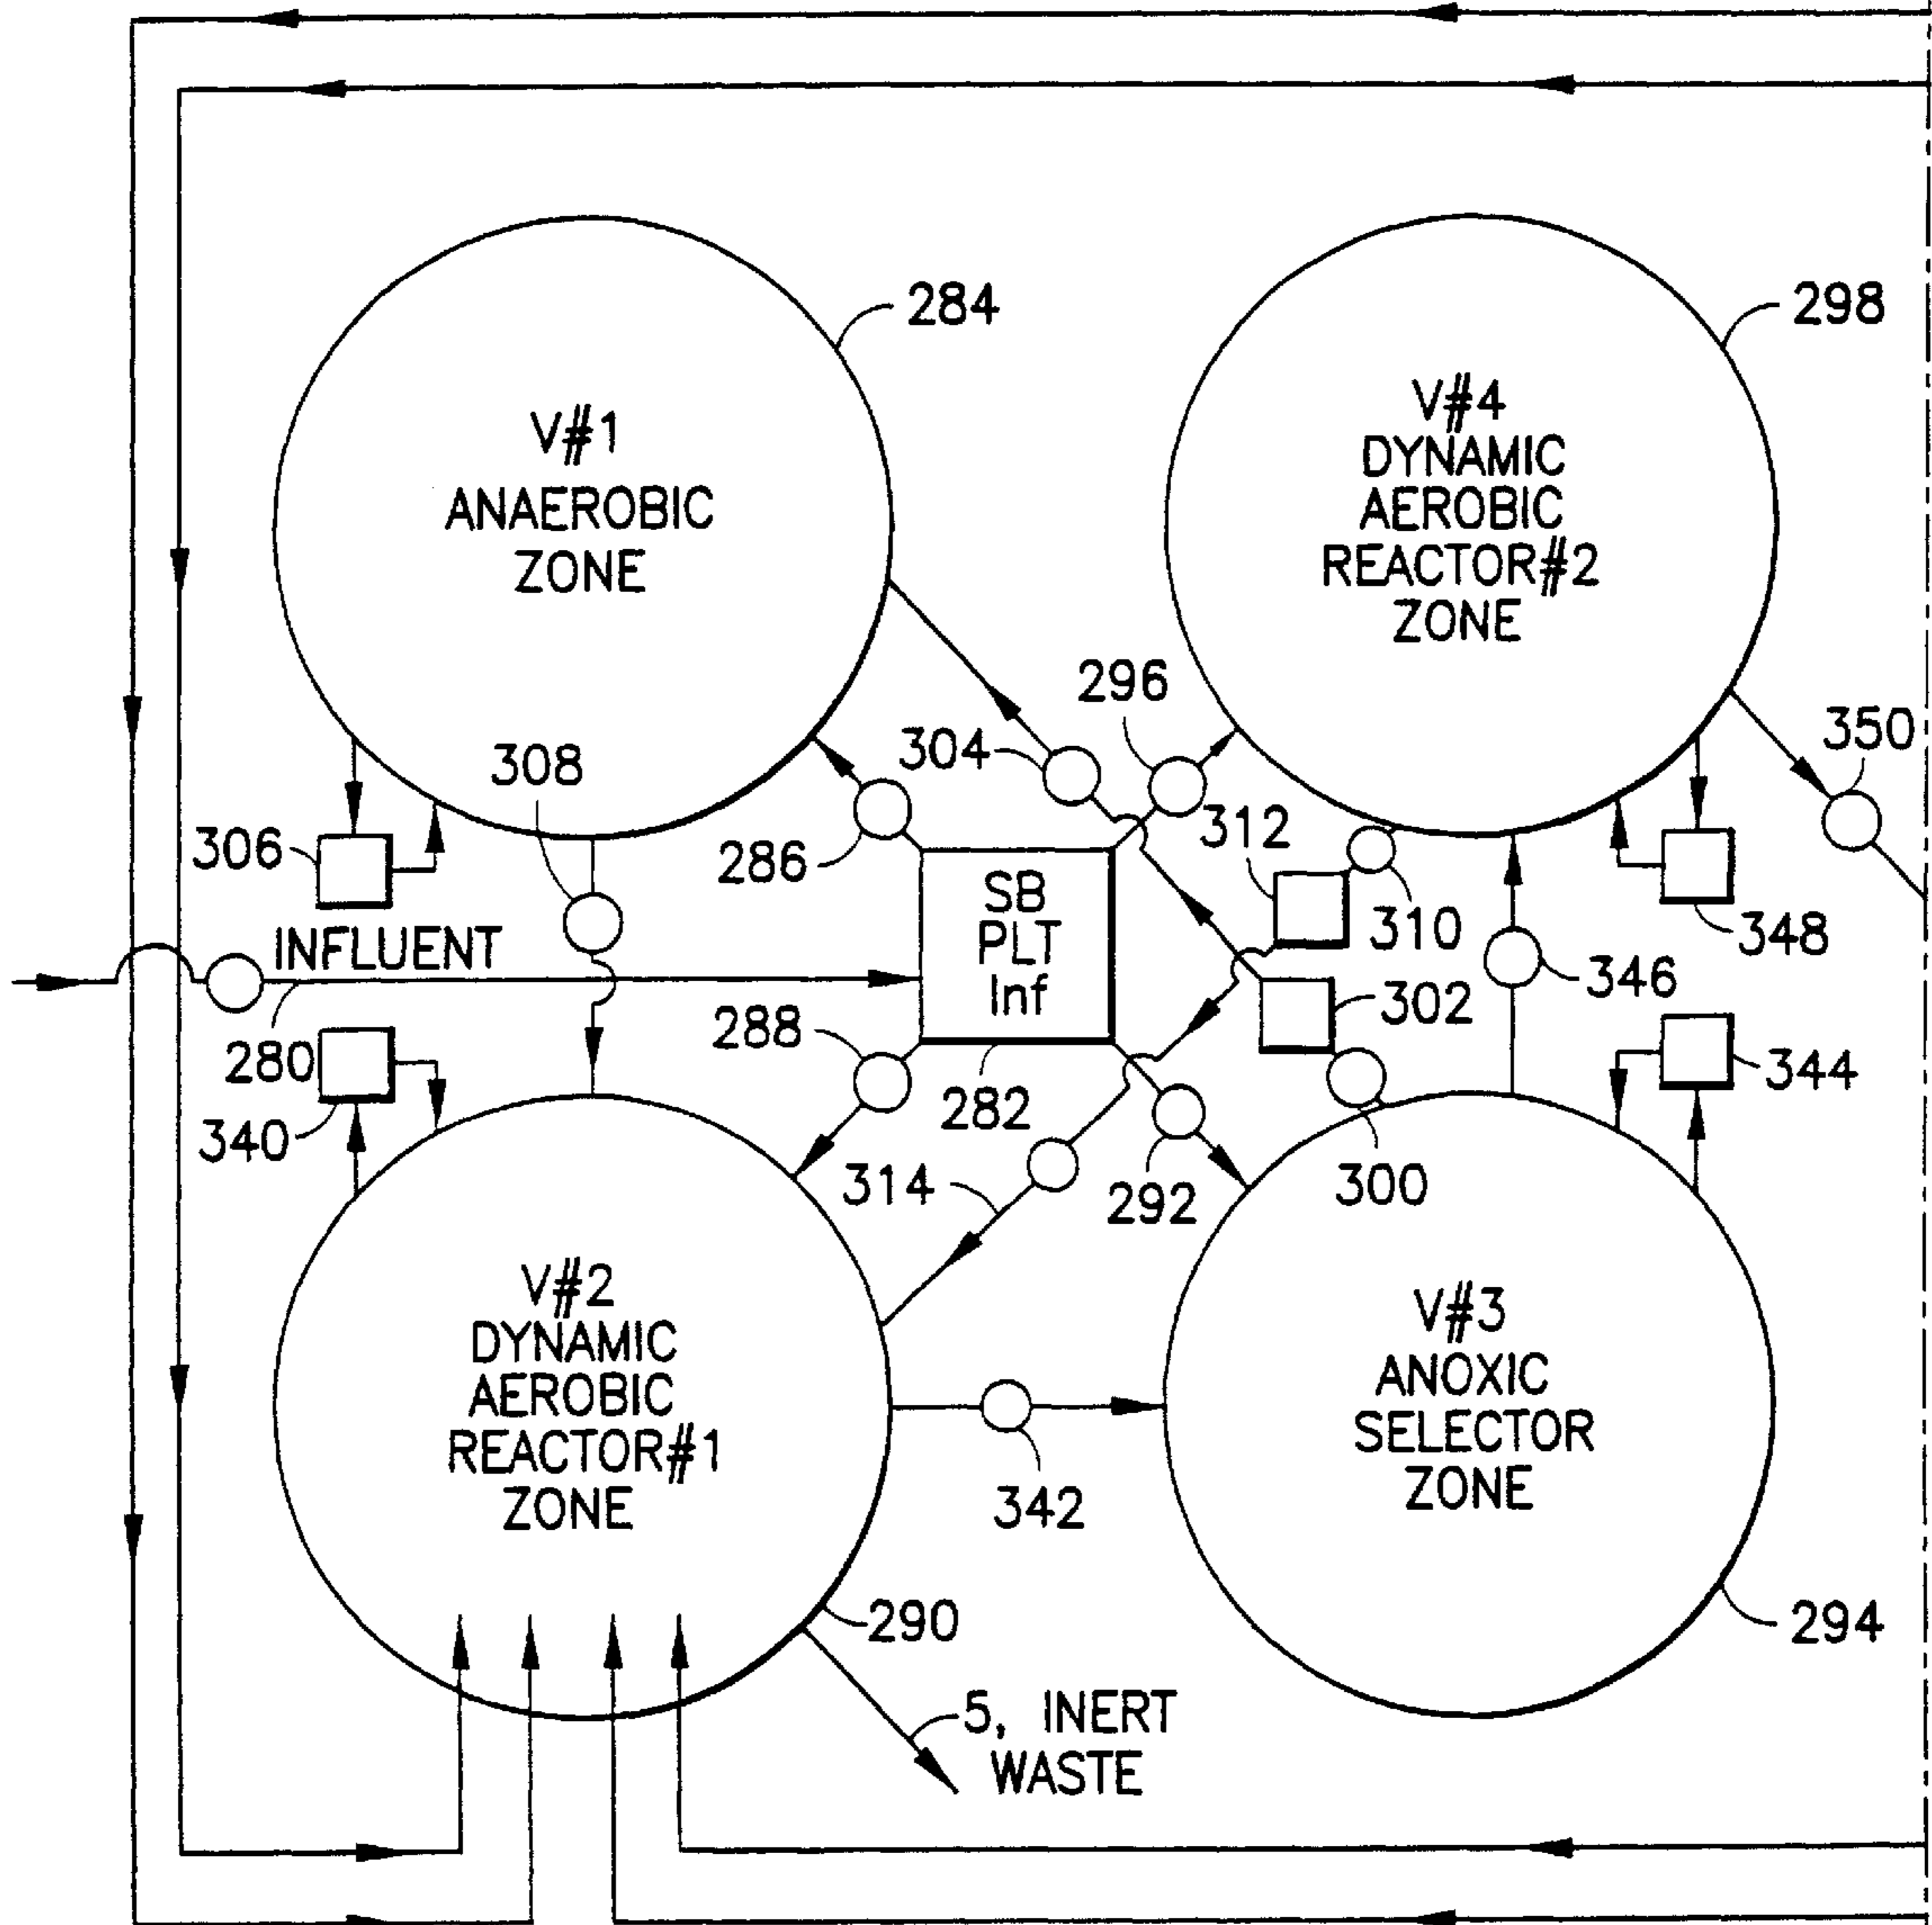 284
298
V#1
ANAEROBIC
ZONE
V#4
DYNAMIC
AEROBIC
REACTOR#2
ZONE
296
304
350
308
312
306
286
SB
PLT
Inf
310
348
INFLUENT
346
302
288
280
282
344
340
314
292
300
V#2
DYNAMIC
AEROBIC
REACTOR#1
ZONE
V#3
ANOXIC
SELECTOR
ZONE
342
290
294
5, INERT
WASTE